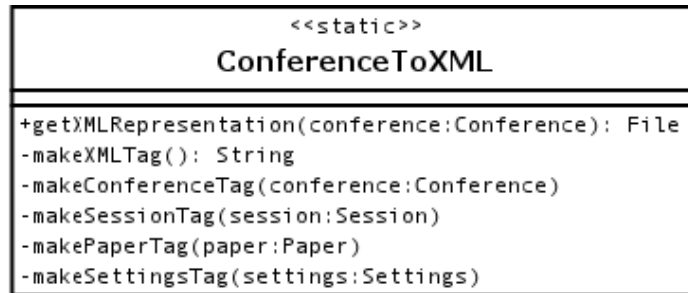 <<static>>
ConferenceToXML
+getXMLRepresentation(conference:Conference): File
-makeXMLTag(): String
-makeConferenceTag(conference:Conference)
-makeSessionTag(session:Session)
-makePaperTag(paper:Paper)
-makeSettingsTag(settings:Settings)